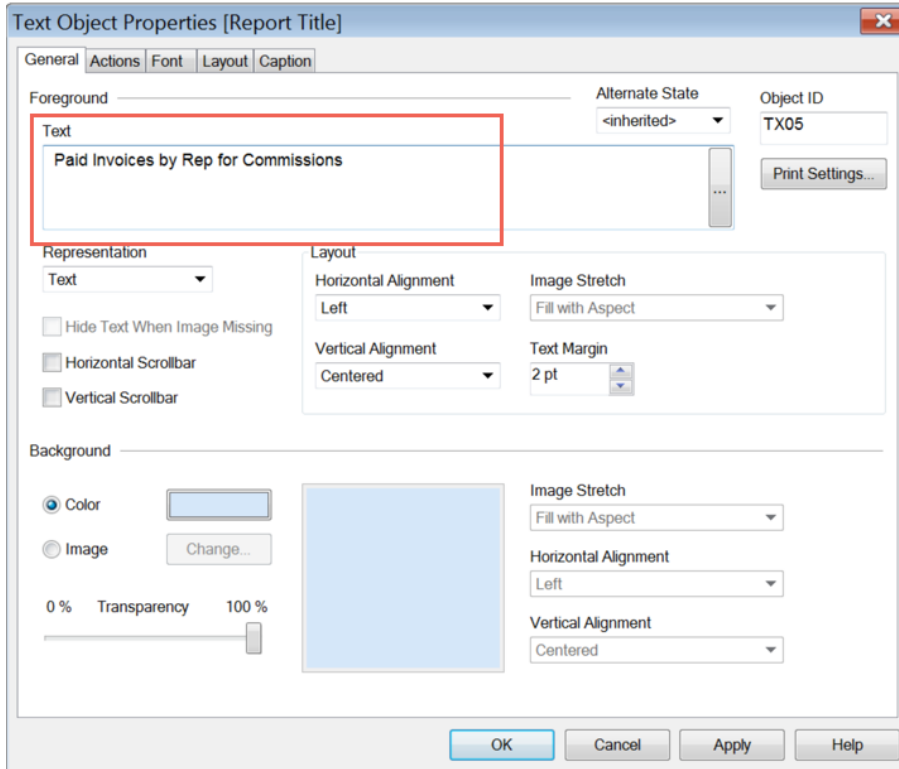 Text Object Properties [Report Title]
General Actions Font Layout Caption
Foreground
Alternate State
Object ID
<inherited>
TX05
Text
Paid Invoices by Rep for Commissions
...
Print Settings...
Representation
Text
Hide Text When Image Missing
Horizontal Scrollbar
Vertical Scrollbar
Layout
Horizontal Alignment
Left
Image Stretch
Fill with Aspect
Vertical Alignment
Centered
Text Margin
2 pt
Background
Color
Image
Change...
0 % Transparency 100 %
Image Stretch
Fill with Aspect
Horizontal Alignment
Left
Vertical Alignment
Centered
OK Cancel Apply Help